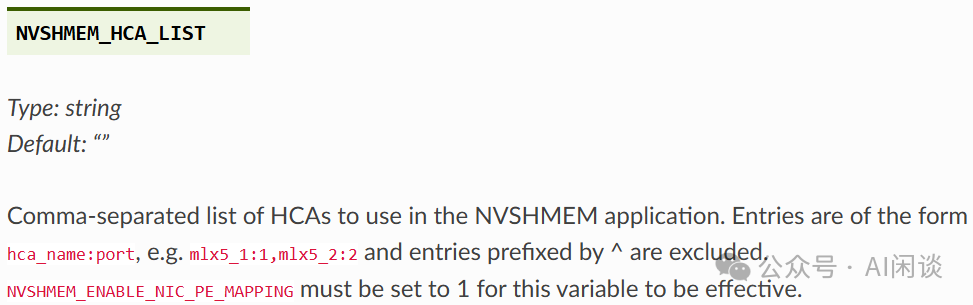 NVSHMEM_HCA_LIST
Type: string
Default: “”
Comma-separated list of HCAs to use in the NVSHMEM application. Entries are of the form
hca_name:port, e.g. mlx5_1:1,mlx5_2:2 and entries prefixed by ^ are excluded.
NVSHMEM_ENABLE_NIC_PE_MAPPING must be set to 1 for this variable to be effective.
公众号 · AI闲谈